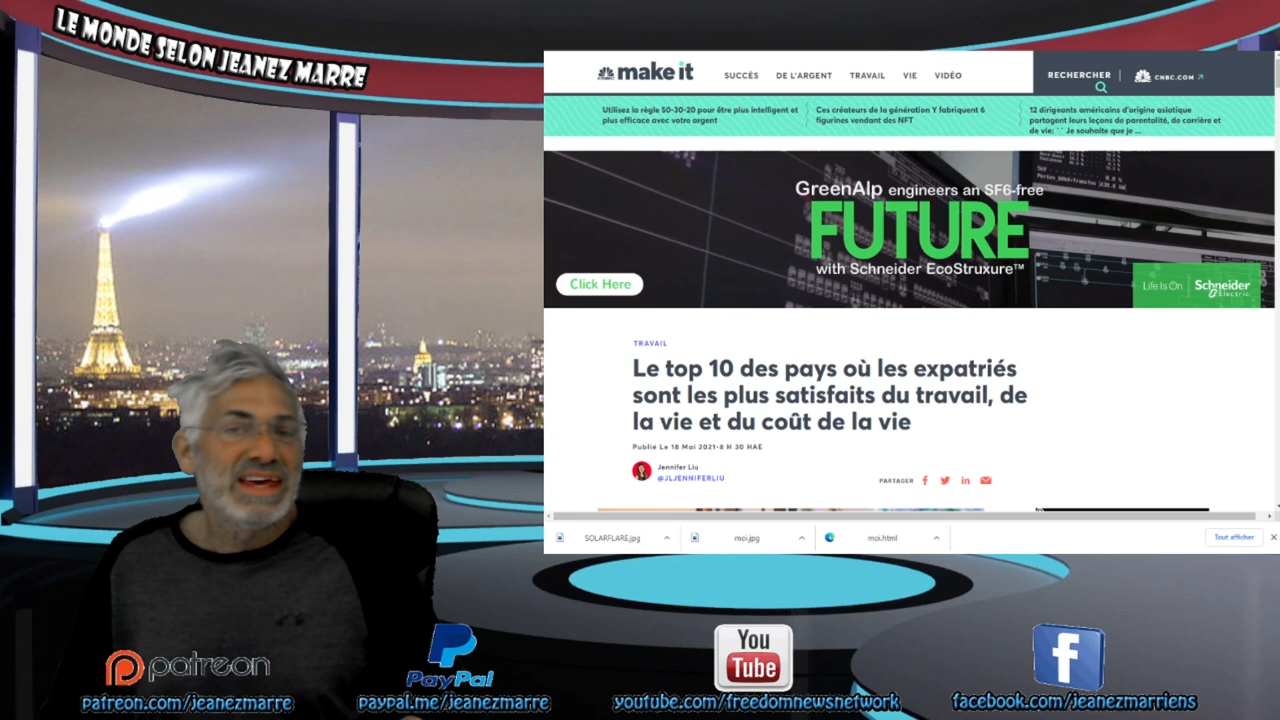 LE MONDE SELON JEANEZ MARRE
CNBC make it
SUCCÈS DE L'ARGENT TRAVAIL VIE VIDÉO
RECHERCHER
CNBC.COM
Utilisez la règle 50-30-20 pour être plus intelligent et
plus efficace avec votre argent
Ces créateurs de la génération Y fabriquent 6
figurines vendant des NFT
12 dirigeants américains d'origine asiatique
partagent leurs leçons de parentalité, de carrière et
de vie: `` Je souhaite que je ...
GreenAlp engineers an SF6-free
FUTURE
with Schneider EcoStruxure™
Click Here
Life Is On | Schneider
Electric
TRAVAIL
Le top 10 des pays où les expatriés
sont les plus satisfaits du travail, de
la vie et du coût de la vie
Publié Le 18 Mai 2021•8 H 30 HAE
Jennifer Liu
@JLJENNIFERLIU
PARTAGER
SOLARFLARE.jpg
moi.jpg
moi.html
Tout afficher
patreon
patreon.com/jeanezmarre
PayPal
paypal.me/jeanezmarre
You
Tube
youtube.com/freedomnewsnetwork
facebook.com/jeanezmarriens